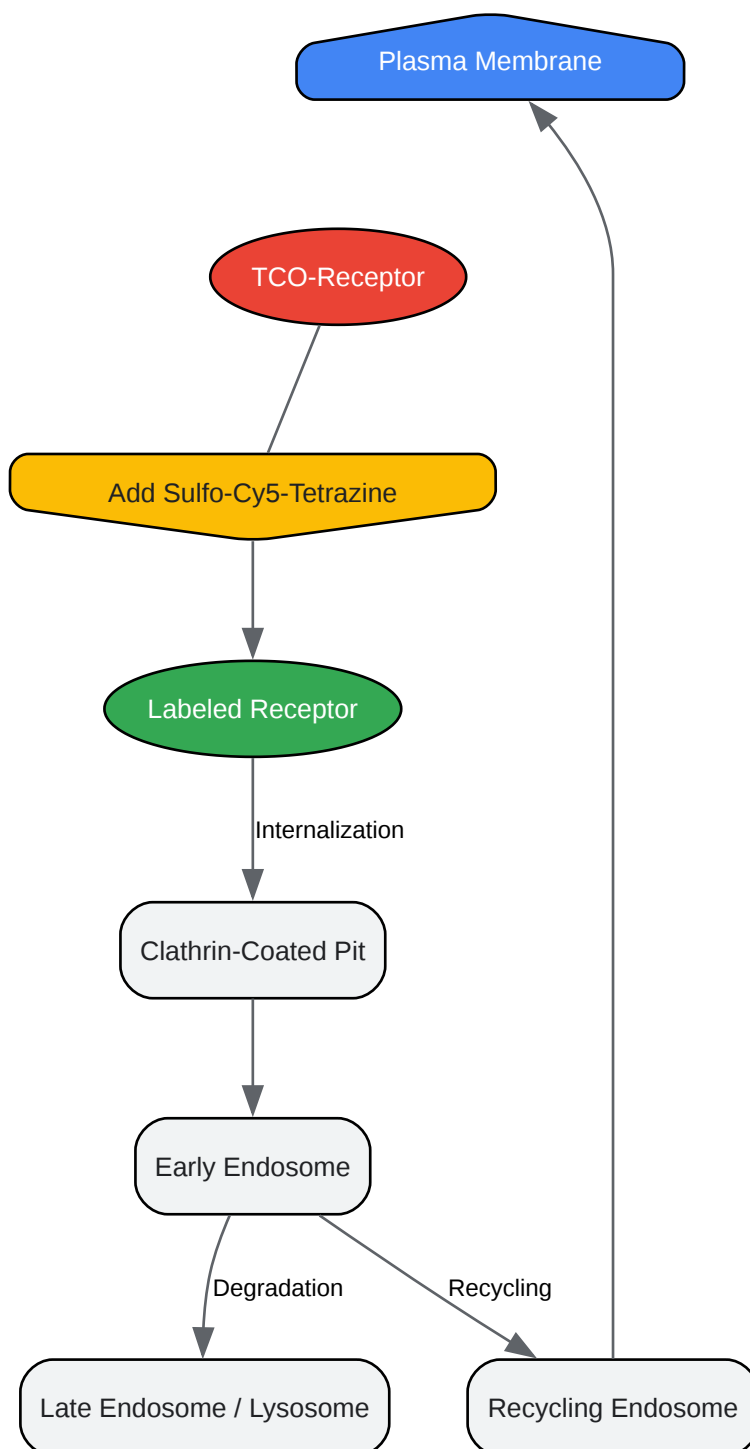 Plasma Membrane
TCO-Receptor
Add Sulfo-Cy5-Tetrazine
Labeled Receptor
Internalization
Clathrin-Coated Pit
Early Endosome
Degradation
Recycling
Late Endosome / Lysosome
Recycling Endosome